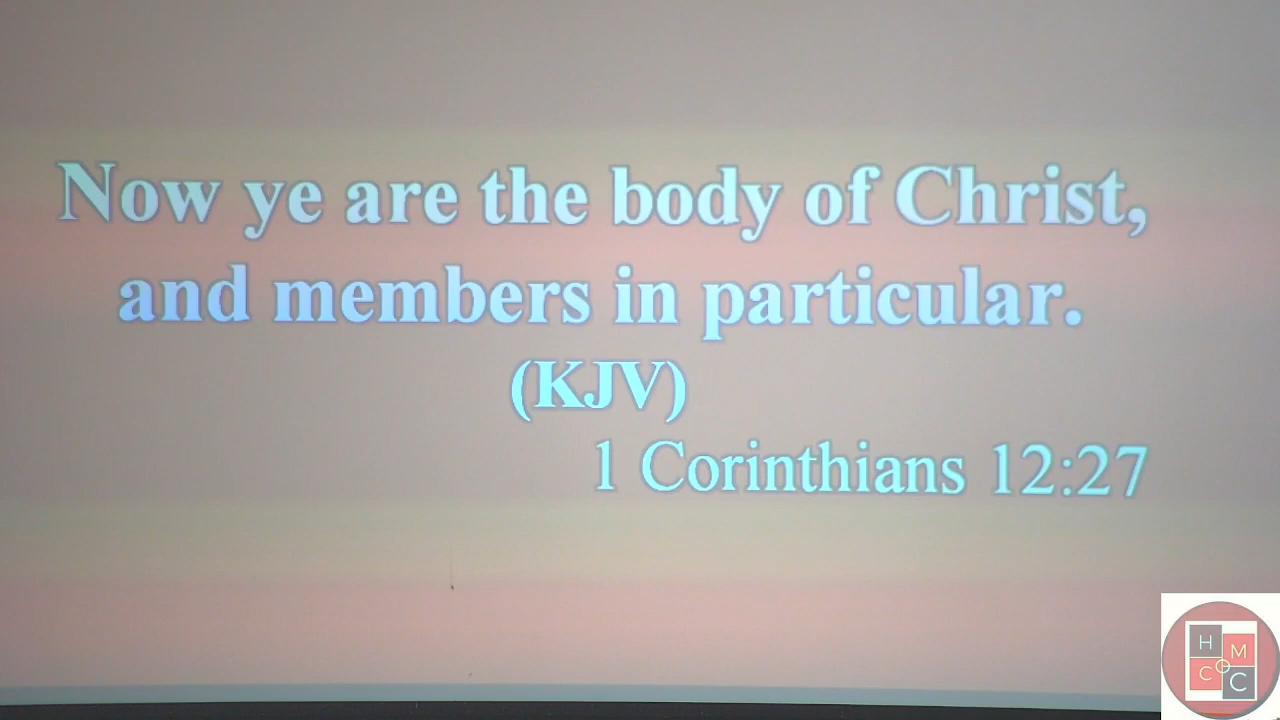 Now ye are the body of Christ,
and members in particular.
(KJV)
1 Corinthians 12:27
H M
C O C